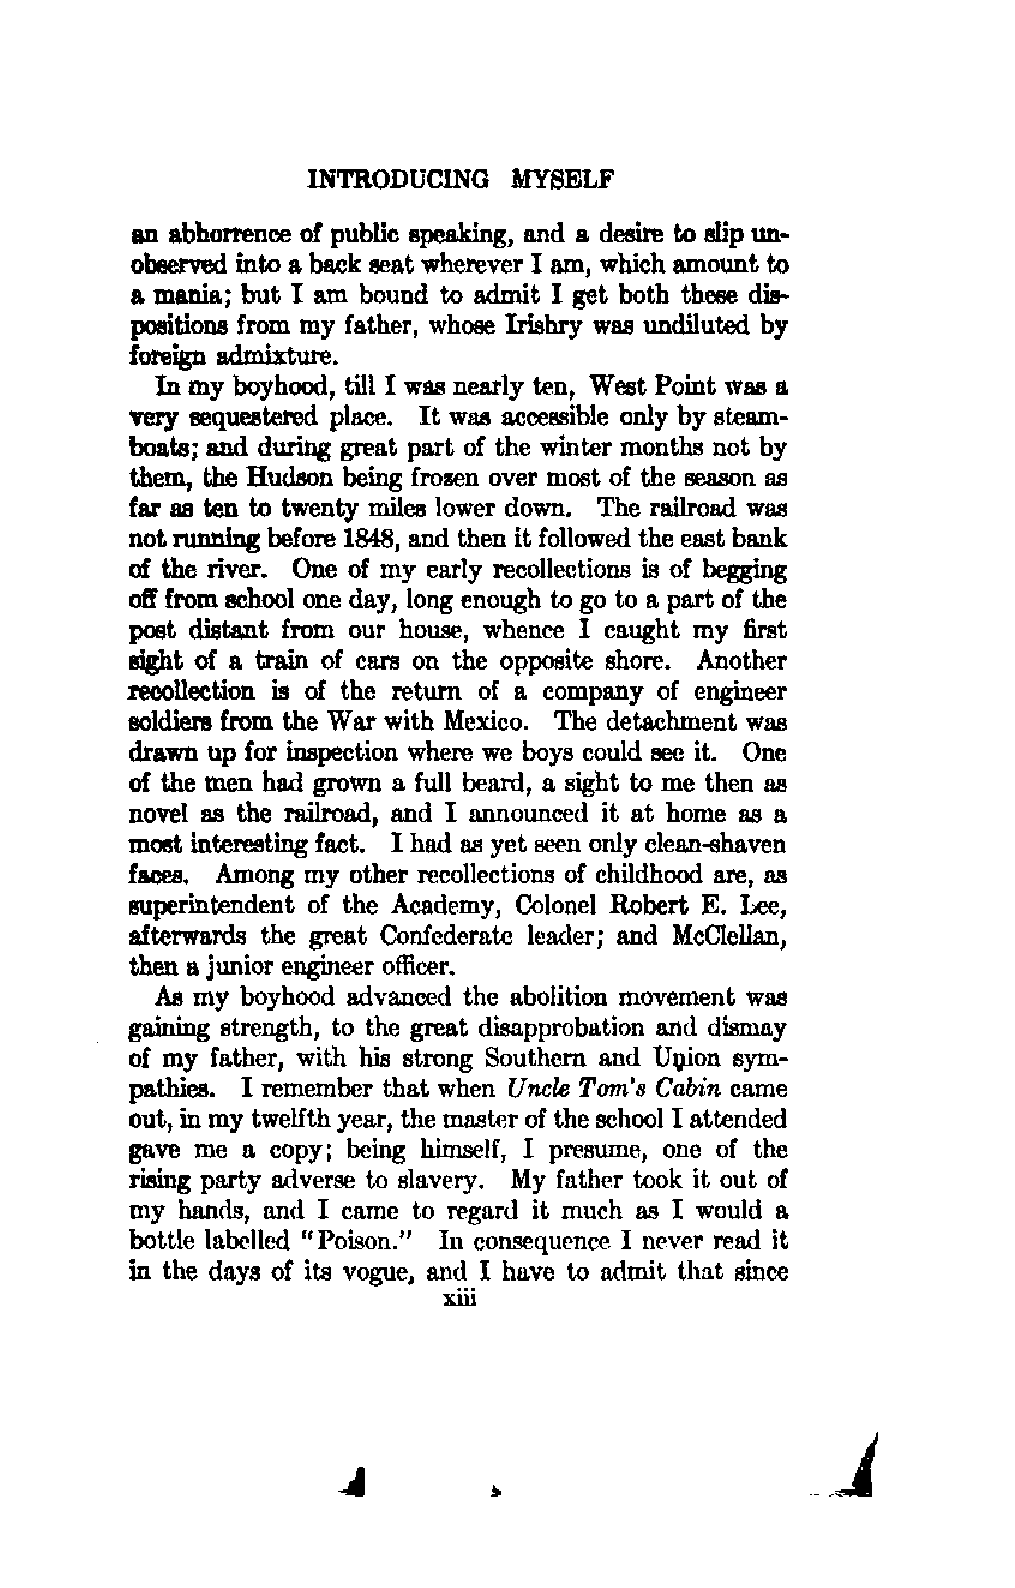 INTRODUCING MYSELF
an abhorrence of public speaking, and a desire to slip un-
observed into a back seat wherever I am, which amount to
a mania; but I am bound to admit I get both these dis-
positions from my father, whose Irishry was undiluted by
foreign admixture.
In my boyhood, till I was nearly ten, West Point was a
very sequestered place. It was accessible only by steam-
boats; and during great part of the winter months not by
them, the Hudson being frozen over most of the season as
far as ten to twenty miles lower down. The railroad was
not running before 1848, and then it followed the east bank
of the river. One of my early recollections is of begging
off from school one day, long enough to go to a part of the
post distant from our house, whence I caught my first
sight of a train of cars on the opposite shore. Another
recollection is of the return of a company of engineer
soldiers from the War with Mexico. The detachment was
drawn up for inspection where we boys could see it. One
of the men had grown a full beard, a sight to me then as
novel as the railroad, and I announced it at home as a
most interesting fact. I had as yet seen only clean-shaven
faces. Among my other recollections of childhood are, as
superintendent of the Academy, Colonel Robert E. Lee,
afterwards the great Confederate leader; and McClellan,
then a junior engineer officer.
As my boyhood advanced the abolition movement was
gaining strength, to the great disapprobation and dismay
of my father, with his strong Southern and Union sym-
pathies. I remember that when Uncle Tom's Cabin came
out, in my twelfth year, the master of the school I attended
gave me a copy; being himself, I presume, one of the
rising party adverse to slavery. My father took it out of
my hands, and I came to regard it much as I would a
bottle labelled "Poison." In consequence I never read it
in the days of its vogue, and I have to admit that since
xiii